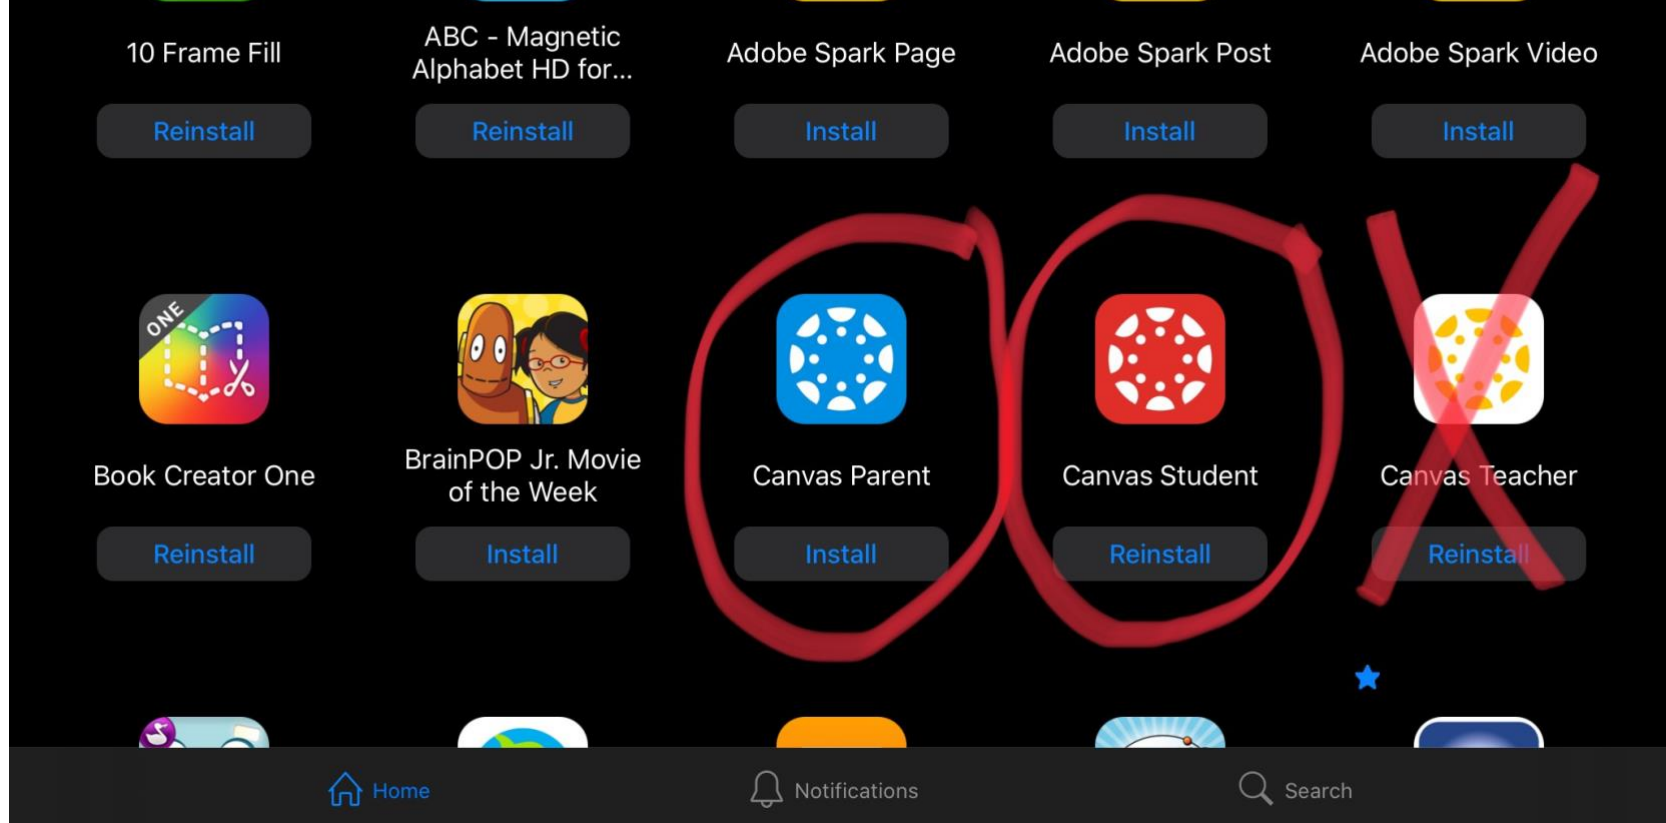 10 Frame Fill
ABC - Magnetic
Alphabet HD for...
Adobe Spark Page
Adobe Spark Post
Adobe Spark Video
Reinstall
Reinstall
Install
Install
Install
ONE
Book Creator One
BrainPOP Jr. Movie
of the Week
Canvas Parent
Canvas Student
Canvas Teacher
Reinstall
Install
Install
Reinstall
Reinstall
Home
Notifications
Search